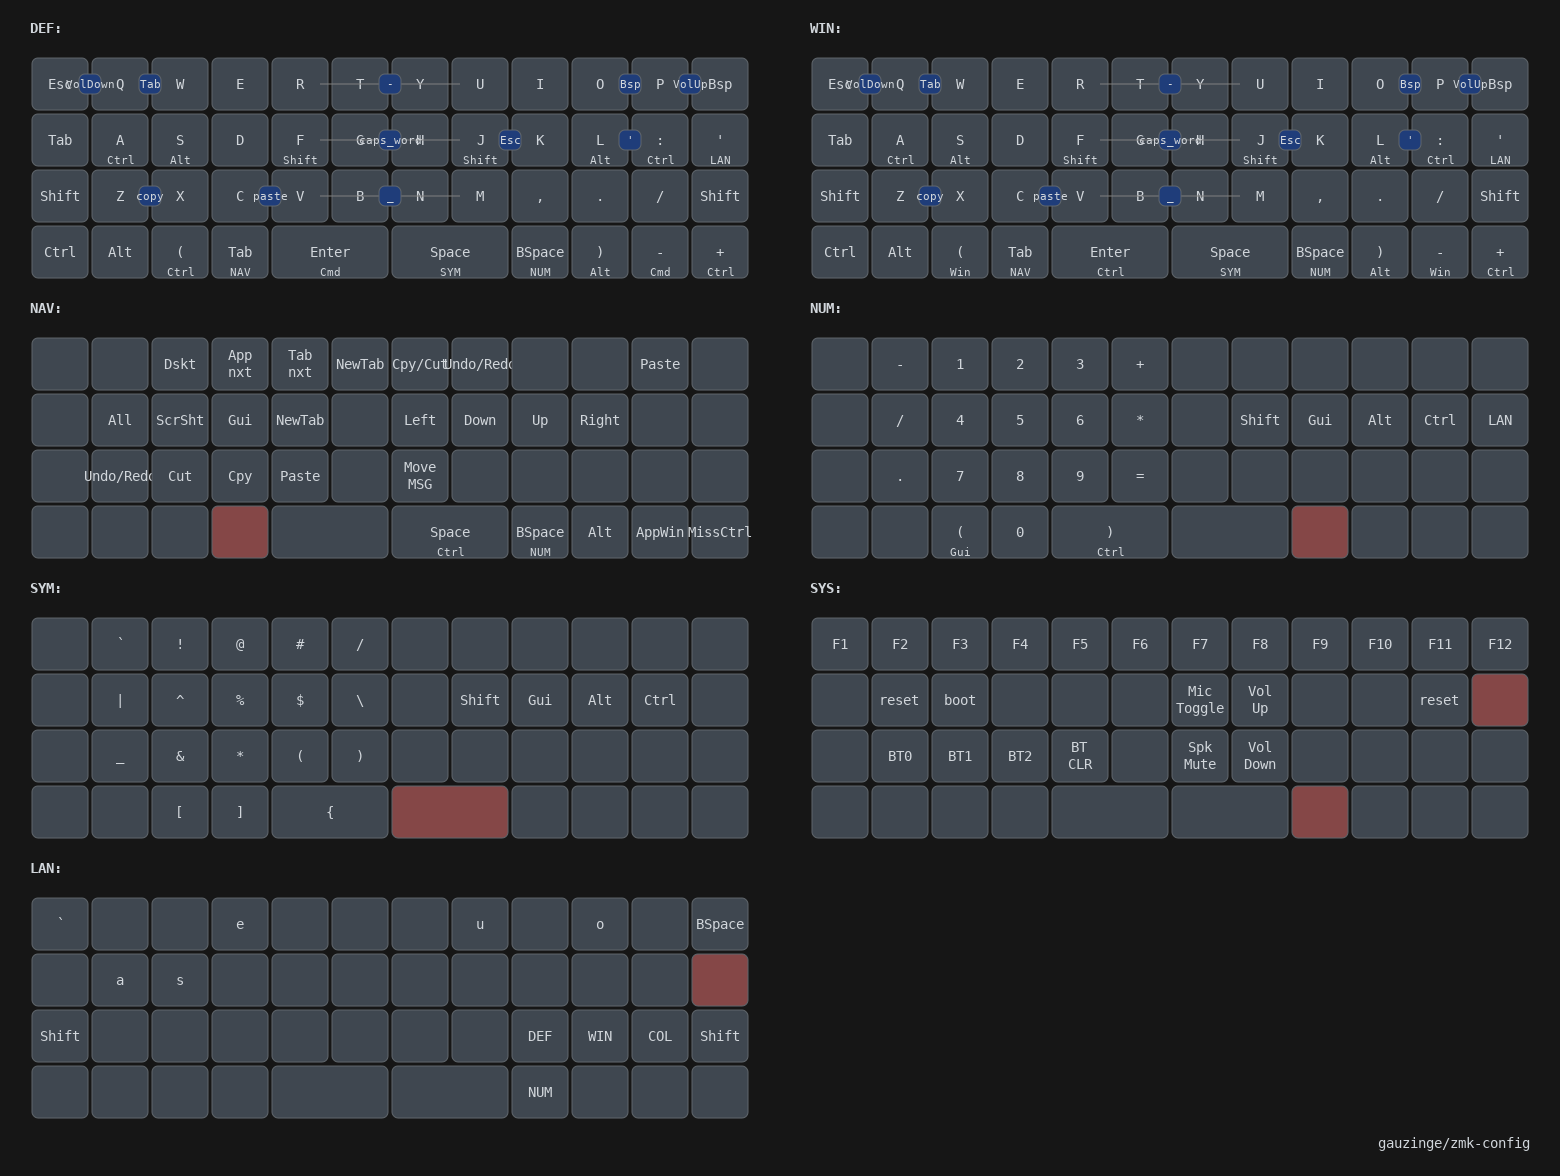 DEF:
Esc VolDown Q Tab W E R T - Y U I O Bsp P VolUp Bsp
Tab A S D F G caps_word H J Esc K L ' : '
Ctrl Alt Shift Shift Alt Ctrl LAN
Shift Z copy X C paste V B _ N M , . / Shift
Ctrl Alt ( Tab Enter Space BSpace ) - +
Ctrl NAV Cmd SYM NUM Alt Cmd Ctrl
WIN:
Esc VolDown Q Tab W E R T - Y U I O Bsp P VolUp Bsp
Tab A S D F G caps_word H J Esc K L ' : '
Ctrl Alt Shift Shift Alt Ctrl LAN
Shift Z copy X C paste V B _ N M , . / Shift
Ctrl Alt ( Tab Enter Space BSpace ) - +
Win NAV Ctrl SYM NUM Alt Win Ctrl
NAV:
Dskt App nxt Tab nxt NewTab Cpy/Cut Undo/Redo Paste
All ScrSht Gui NewTab Left Down Up Right
Undo/Redo Cut Cpy Paste Move MSG
Space BSpace Alt AppWin MissCtrl
Ctrl NUM
NUM:
- 1 2 3 +
/ 4 5 6 * Shift Gui Alt Ctrl LAN
. 7 8 9 =
( 0 )
Gui Ctrl
SYM:
` ! @ # /
| ^ % $ \ Shift Gui Alt Ctrl
_ & * ( )
[ ] {
SYS:
F1 F2 F3 F4 F5 F6 F7 F8 F9 F10 F11 F12
reset boot Mic Toggle Vol Up reset
BT0 BT1 BT2 BT CLR Spk Mute Vol Down
LAN:
` e u o BSpace
a s
Shift DEF WIN COL Shift
NUM
gauzinge/zmk-config